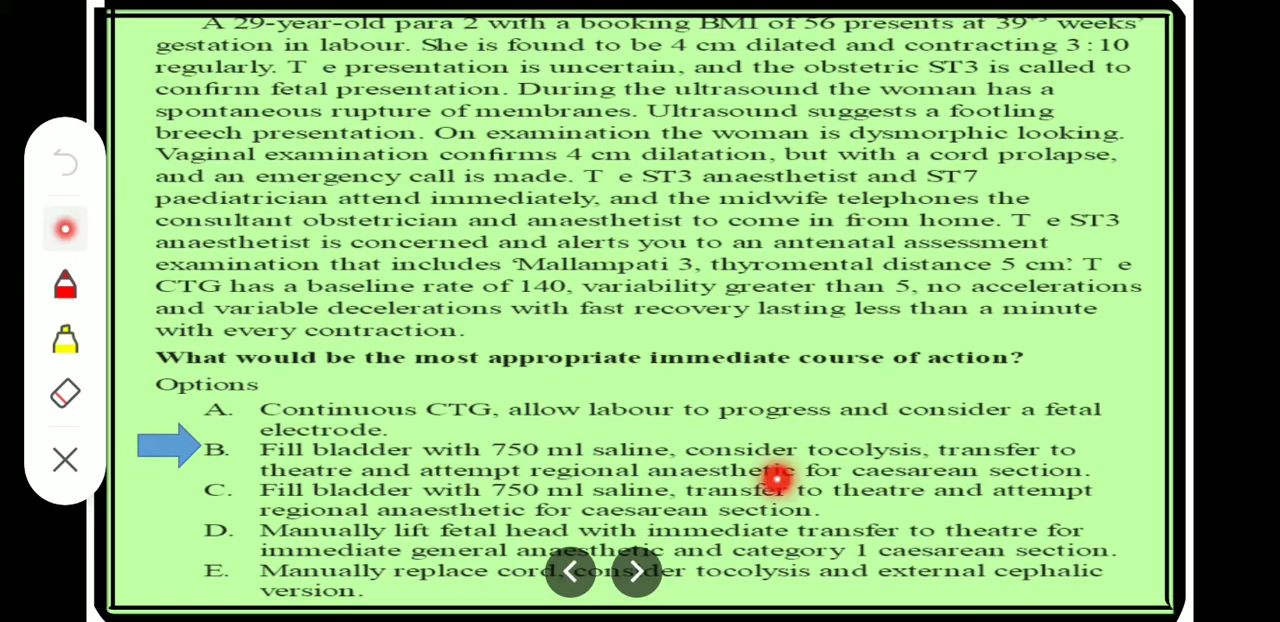 A 29-year-old para 2 with a booking BMI of 56 presents at 39⁺³ weeks'
gestation in labour. She is found to be 4 cm dilated and contracting 3 : 10
regularly. T e presentation is uncertain, and the obstetric ST3 is called to
confirm fetal presentation. During the ultrasound the woman has a
spontaneous rupture of membranes. Ultrasound suggests a footling
breech presentation. On examination the woman is dysmorphic looking.
Vaginal examination confirms 4 cm dilatation, but with a cord prolapse,
and an emergency call is made. T e ST3 anaesthetist and ST7
paediatrician attend immediately, and the midwife telephones the
consultant obstetrician and anaesthetist to come in from home. T e ST3
anaesthetist is concerned and alerts you to an antenatal assessment
examination that includes 'Mallampati 3, thyromental distance 5 cm'. T e
CTG has a baseline rate of 140, variability greater than 5, no accelerations
and variable decelerations with fast recovery lasting less than a minute
with every contraction.
What would be the most appropriate immediate course of action?
Options
A. Continuous CTG, allow labour to progress and consider a fetal
electrode.
B. Fill bladder with 750 ml saline, consider tocolysis, transfer to
theatre and attempt regional anaesthetic for caesarean section.
C. Fill bladder with 750 ml saline, transfer to theatre and attempt
regional anaesthetic for caesarean section.
D. Manually lift fetal head with immediate transfer to theatre for
immediate general anaesthetic and category 1 caesarean section.
E. Manually replace cord, consider tocolysis and external cephalic
version.